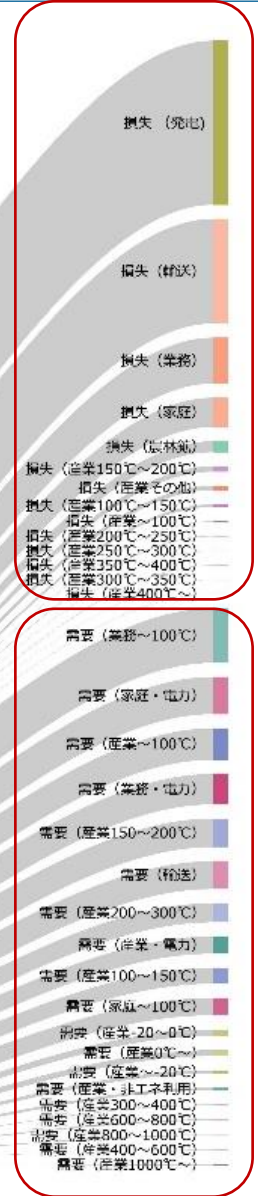 損失 (発電)
損失 (輸送)
損失 (業務)
損失 (家庭)
損失 (農林鉱)
損失 (産業150℃~200℃)
損失 (産業その他)
損失 (産業100℃~150℃)
損失 (産業~100℃)
損失 (産業200℃~250℃)
損失 (産業250℃~300℃)
損失 (産業350℃~400℃)
損失 (産業300℃~350℃)
損失 (産業400℃~)
需要 (業務~100℃)
需要 (家庭・電力)
需要 (産業~100℃)
需要 (業務・電力)
需要 (産業150~200℃)
需要 (輸送)
需要 (産業200~300℃)
需要 (産業・電力)
需要 (産業100~150℃)
需要 (家庭~100℃)
需要 (産業-20~0℃)
需要 (産業0℃~)
需要 (産業~-20℃)
需要 (産業・非エネ利用)
需要 (産業300~400℃)
需要 (産業600~800℃)
需要 (産業800~1000℃)
需要 (産業400~600℃)
需要 (産業1000℃~)